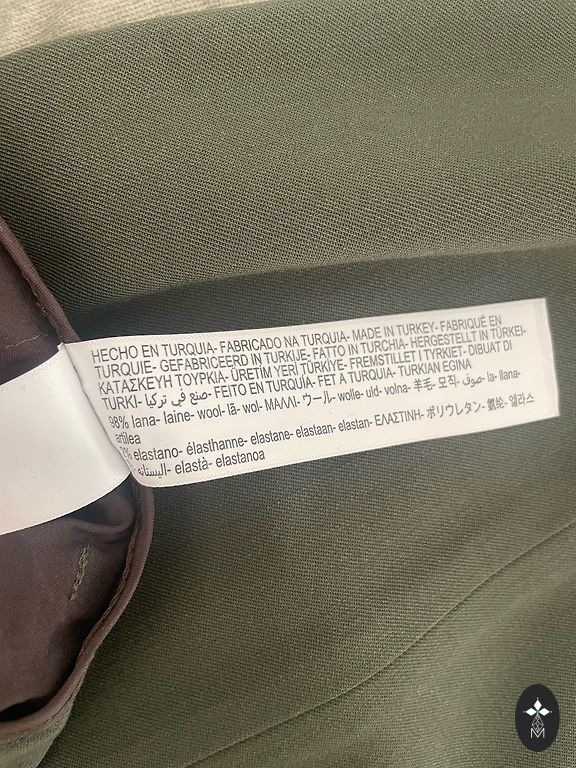 HECHO EN TURQUIA- FABRICADO NA TURQUIA- MADE IN TURKEY- FABRIQUÉ EN
TURQUIE- GEFABRICEERD IN TURKIJE- FATTO IN TURCHIA- HERGESTELLT IN TÜRKEI-
ΚΑΤΑΣΚΕΥΗ ΤΟΥΡΚΙΑ- ÜRETİM YERİ TÜRKİYE- FREMSTILLET I TYRKIET- DIBUAT DI
TURKI- صنع في تركيا- FEITO EN TURQUÍA- FET A TURQUIA- TURKIAN EGINA
98% lana- laine- wool- lã- wol- ΜΑΛΛΙ- ウール- wolle- uld- volna- 羊毛- 모직- صوف- la- llana-
artilea
elastano- élasthanne- elastane- elastaan- elastan- ΕΛΑΣΤΙΝΗ- ポリウレタン- 氨纶- 엘라스
اليستانه- elastà- elastanoa
M